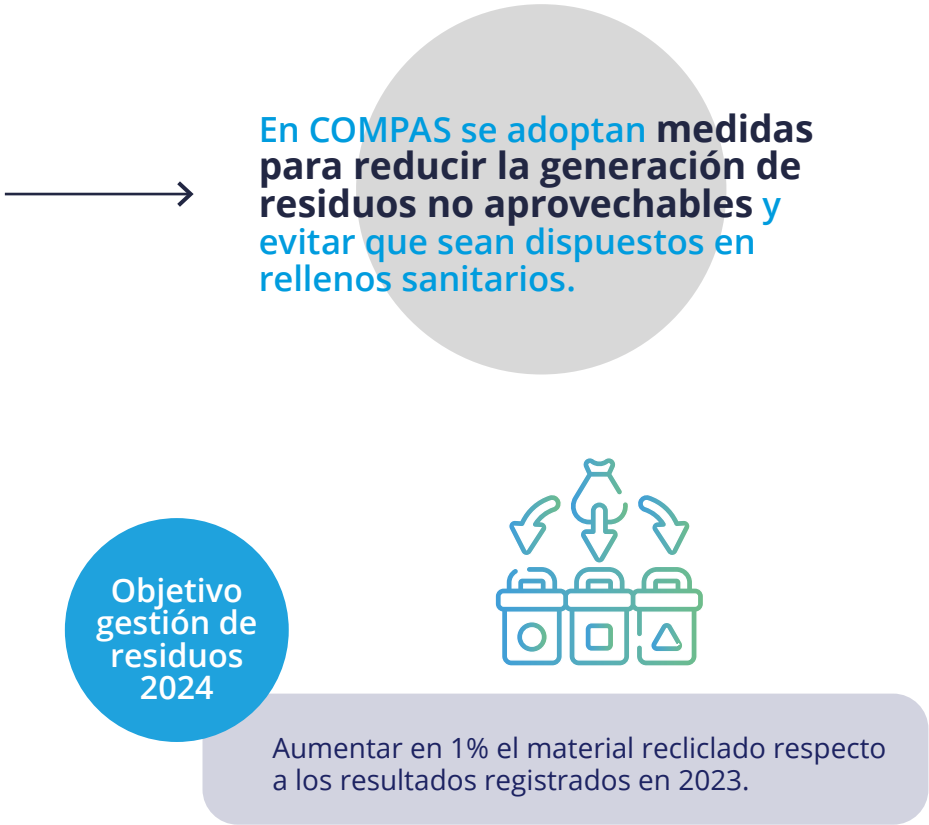 En COMPAS se adoptan medidas
para reducir la generación de
residuos no aprovechables y
evitar que sean dispuestos en
rellenos sanitarios.
Objetivo
gestión de
residuos
2024
Aumentar en 1% el material recliclado respecto
a los resultados registrados en 2023.